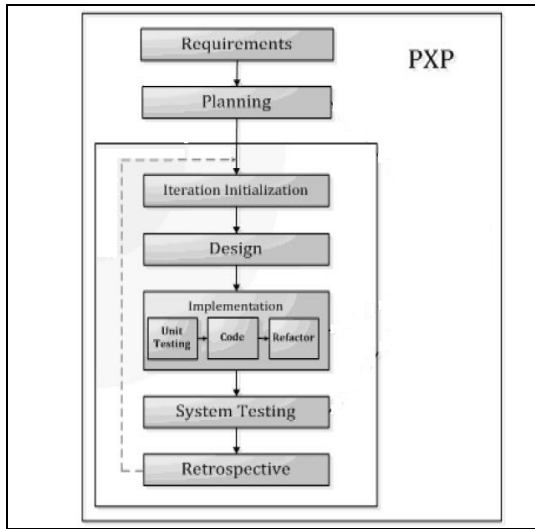 Requirements
PXP
Planning
Iteration Initialization
Design
Implementation
Unit
Testing
Code
Refactor
System Testing
Retrospective